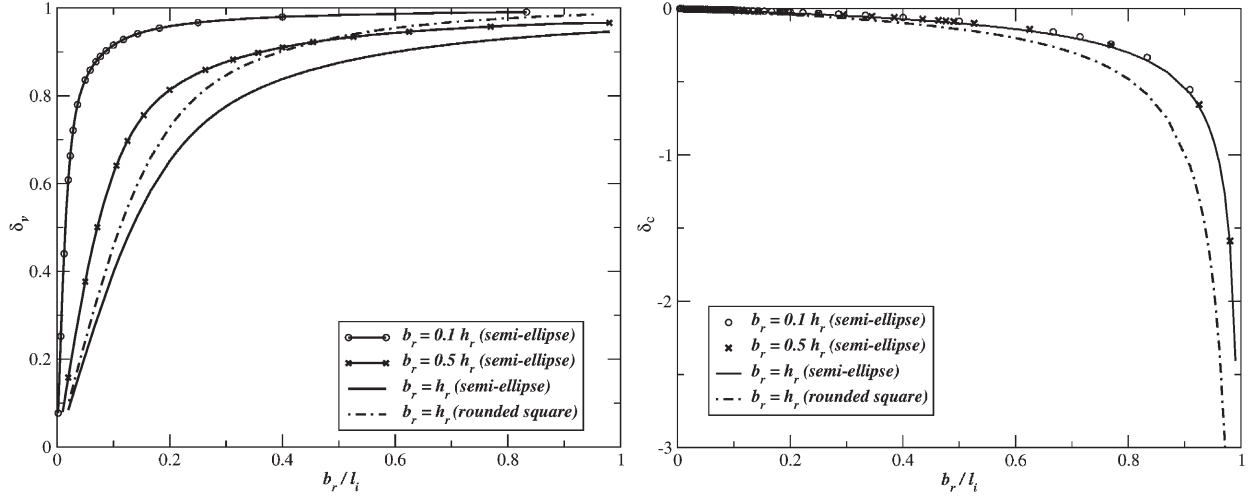 1
0.8
0.6
0.4
0.2
0
δᵥ
0 0.2 0.4 0.6 0.8 1
b_r / l_i
b_r = 0.1 h_r (semi-ellipse)
b_r = 0.5 h_r (semi-ellipse)
b_r = h_r (semi-ellipse)
b_r = h_r (rounded square)
0
-1
-2
-3
δ_c
0 0.2 0.4 0.6 0.8 1
b_r / l_i
b_r = 0.1 h_r (semi-ellipse)
b_r = 0.5 h_r (semi-ellipse)
b_r = h_r (semi-ellipse)
b_r = h_r (rounded square)